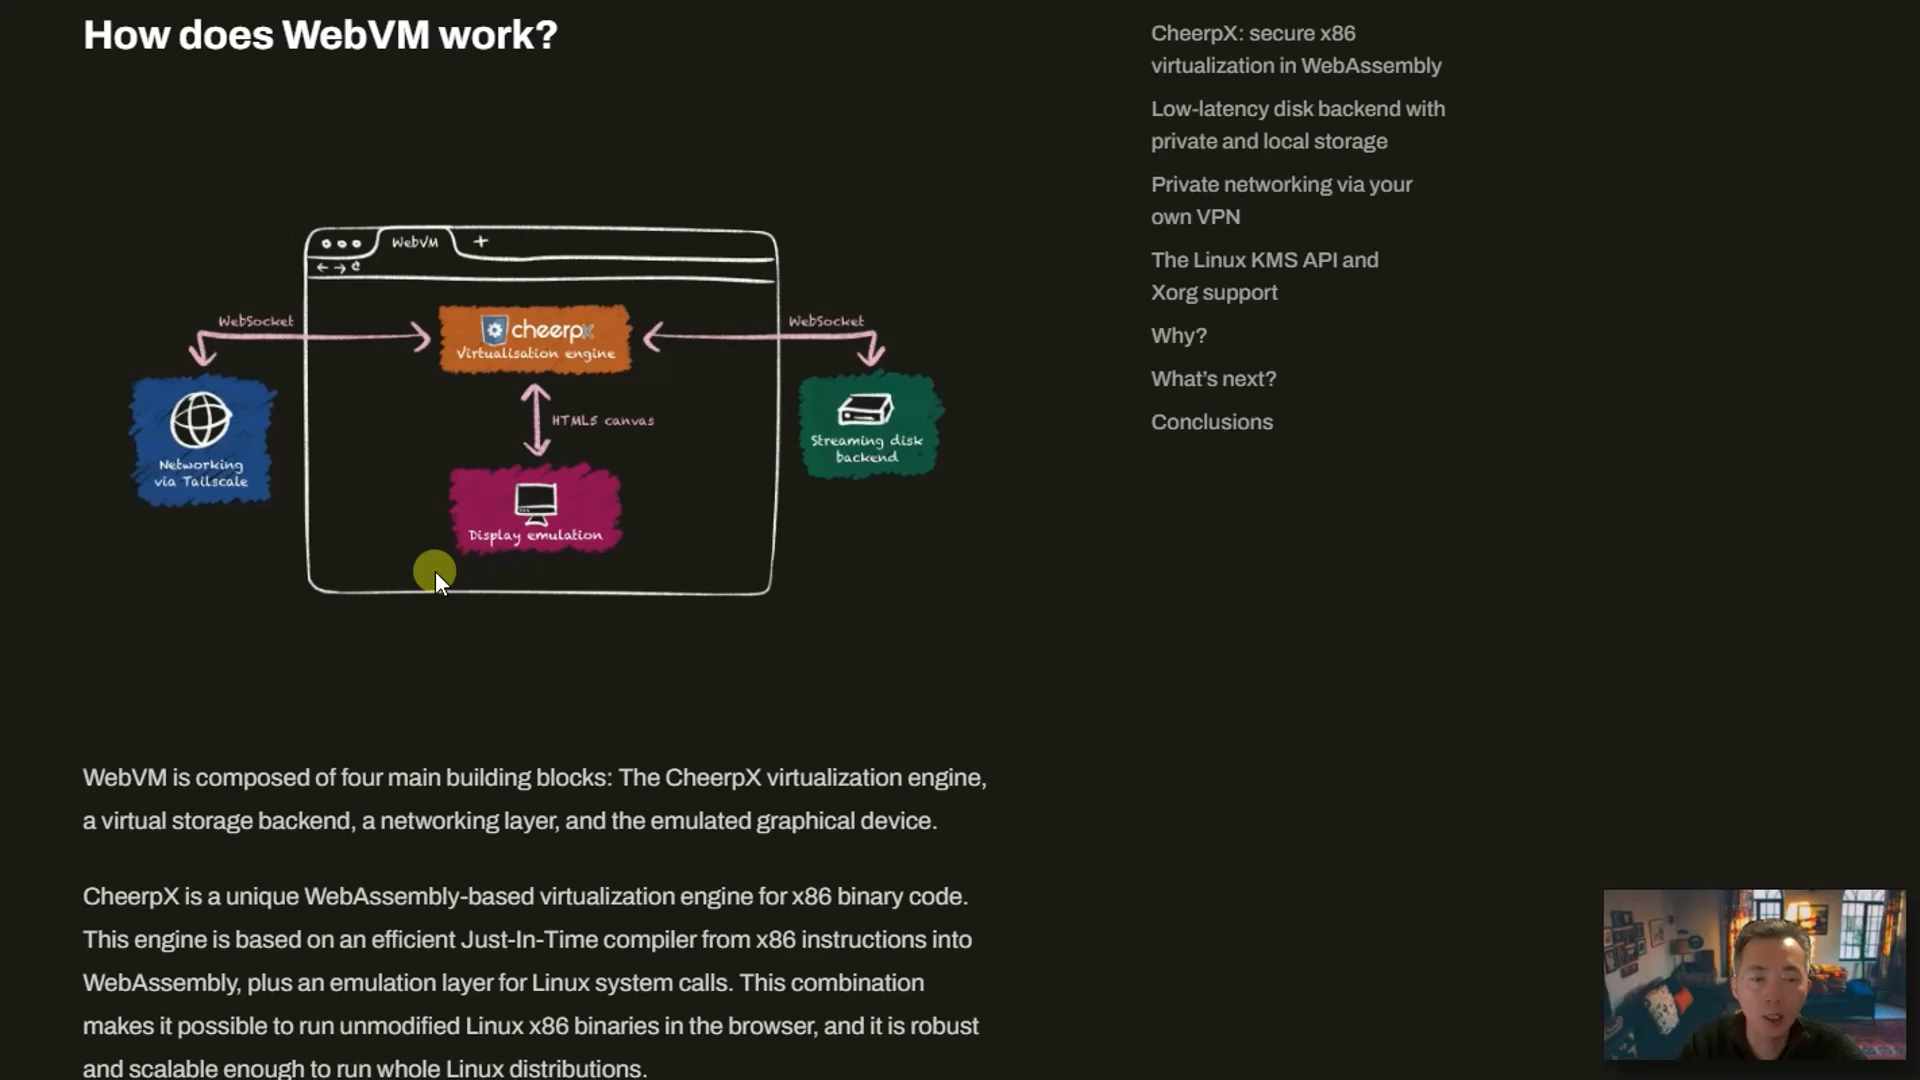 How does WebVM work?
WebVM
WebSocket
WebSocket
cheerpx
Virtualisation engine
HTML5 canvas
Networking
via Tailscale
Streaming disk
backend
Display emulation
WebVM is composed of four main building blocks: The CheerpX virtualization engine,
a virtual storage backend, a networking layer, and the emulated graphical device.
CheerpX is a unique WebAssembly-based virtualization engine for x86 binary code.
This engine is based on an efficient Just-In-Time compiler from x86 instructions into
WebAssembly, plus an emulation layer for Linux system calls. This combination
makes it possible to run unmodified Linux x86 binaries in the browser, and it is robust
and scalable enough to run whole Linux distributions.
CheerpX: secure x86
virtualization in WebAssembly
Low-latency disk backend with
private and local storage
Private networking via your
own VPN
The Linux KMS API and
Xorg support
Why?
What's next?
Conclusions